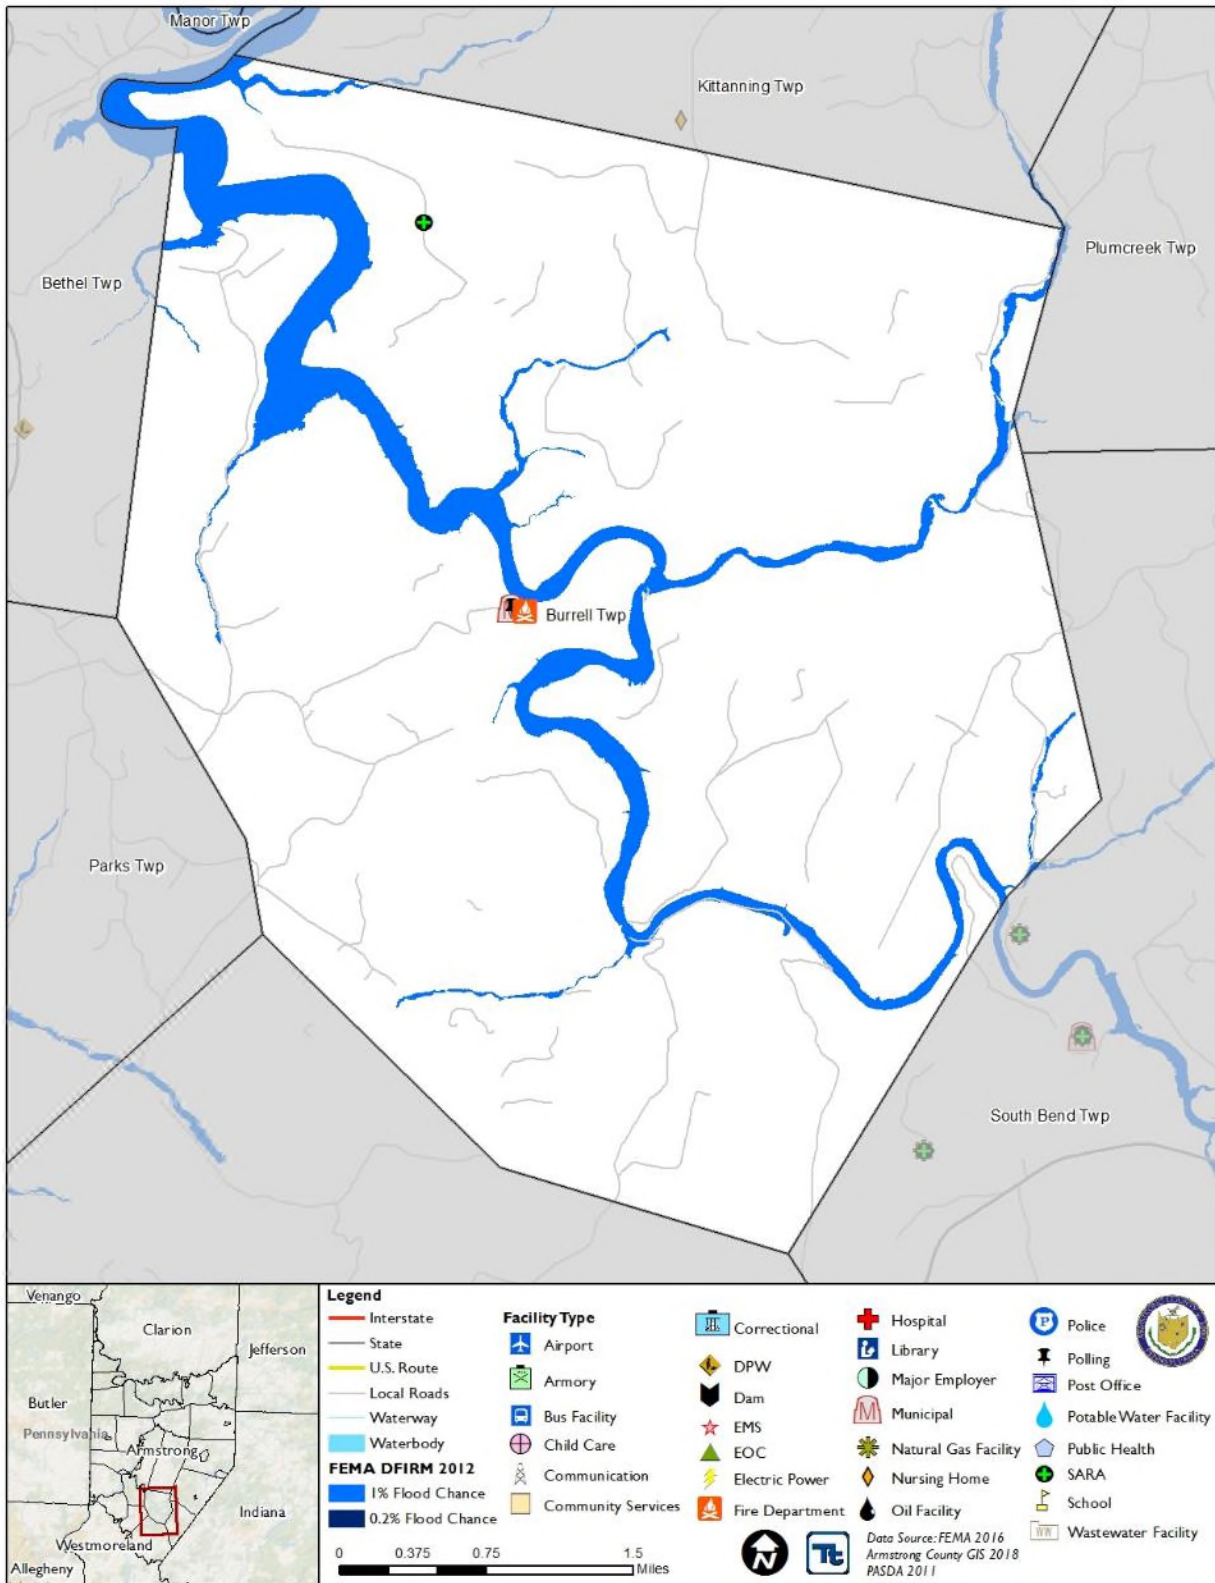 Manor Twp
Kittanning Twp
Plumcreek Twp
Bethel Twp
Burrell Twp
Parks Twp
South Bend Twp
Venango
Clarion
Jefferson
Butler
Pennsylvania
Armstrong
Indiana
Westmoreland
Allegheny
Legend
Interstate
State
U.S. Route
Local Roads
Waterway
Waterbody
FEMA DFIRM 2012
1% Flood Chance
0.2% Flood Chance
Facility Type
Airport
Armory
Bus Facility
Child Care
Communication
Community Services
Correctional
DPW
Dam
EMS
EOC
Electric Power
Fire Department
Hospital
Library
Major Employer
M Municipal
Natural Gas Facility
Nursing Home
Oil Facility
P Police
Polling
Post Office
Potable Water Facility
Public Health
SARA
School
WW Wastewater Facility
0 0.375 0.75 1.5
Miles
N
Tt
Data Source: FEMA 2016
Armstrong County GIS 2018
PASDA 2011